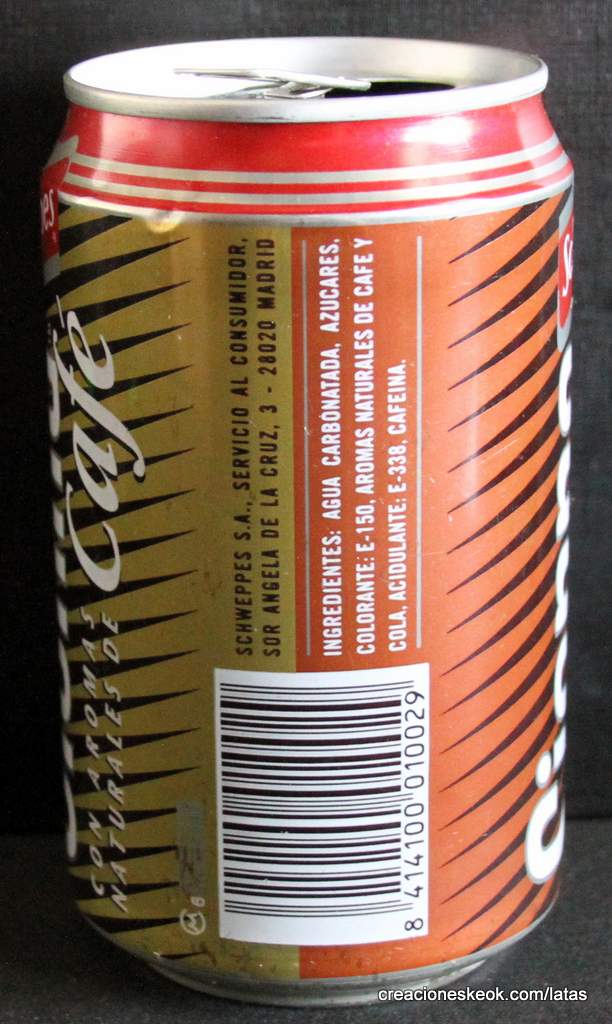 Café
CON AROMAS
NATURALES DE
SCHWEPPES S.A., SERVICIO AL CONSUMIDOR,
SOR ANGELA DE LA CRUZ, 3 - 28020 MADRID
INGREDIENTES: AGUA CARBONATADA, AZUCARES,
COLORANTE: E-150, AROMAS NATURALES DE CAFE Y
COLA, ACIDULANTE: E-338, CAFEINA.
8 414100 010029
creacioneskeok.com/latas